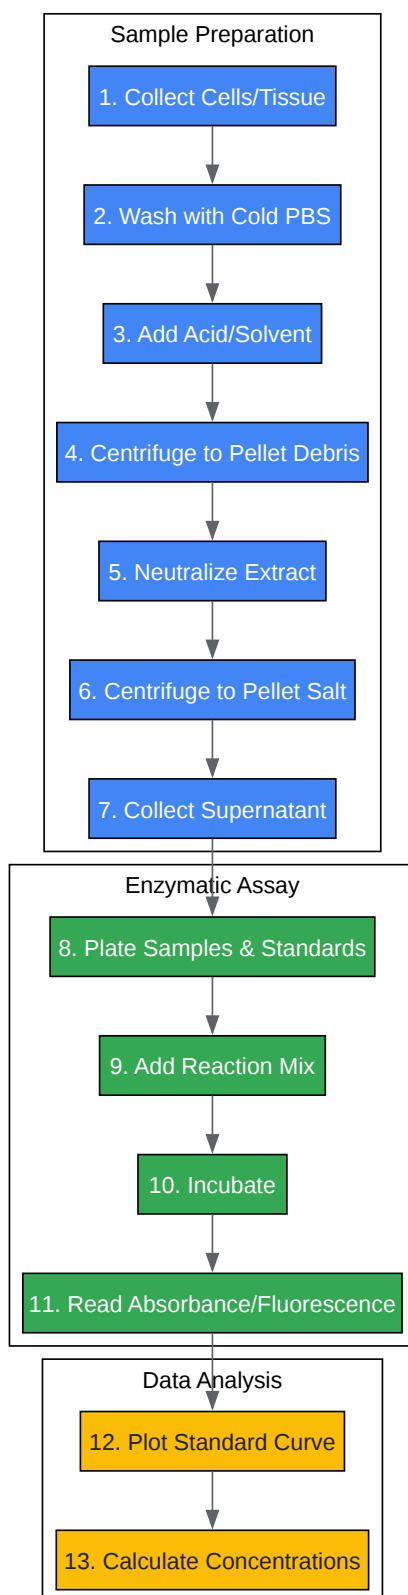 Sample Preparation
1. Collect Cells/Tissue
2. Wash with Cold PBS
3. Add Acid/Solvent
4. Centrifuge to Pellet Debris
5. Neutralize Extract
6. Centrifuge to Pellet Salt
7. Collect Supernatant
Enzymatic Assay
8. Plate Samples & Standards
9. Add Reaction Mix
10. Incubate
11. Read Absorbance/Fluorescence
Data Analysis
12. Plot Standard Curve
13. Calculate Concentrations